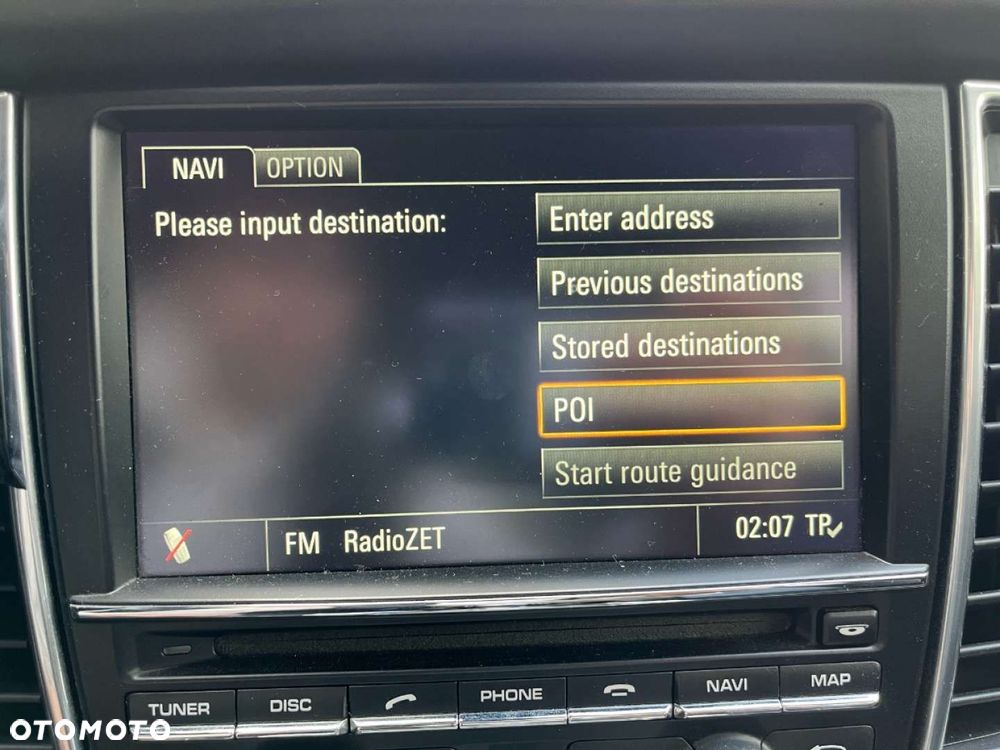 NAVI OPTION
Please input destination:
Enter address
Previous destinations
Stored destinations
POI
Start route guidance
FM RadioZET 02:07 TP
TUNER DISC PHONE NAVI MAP
OTOMOTO